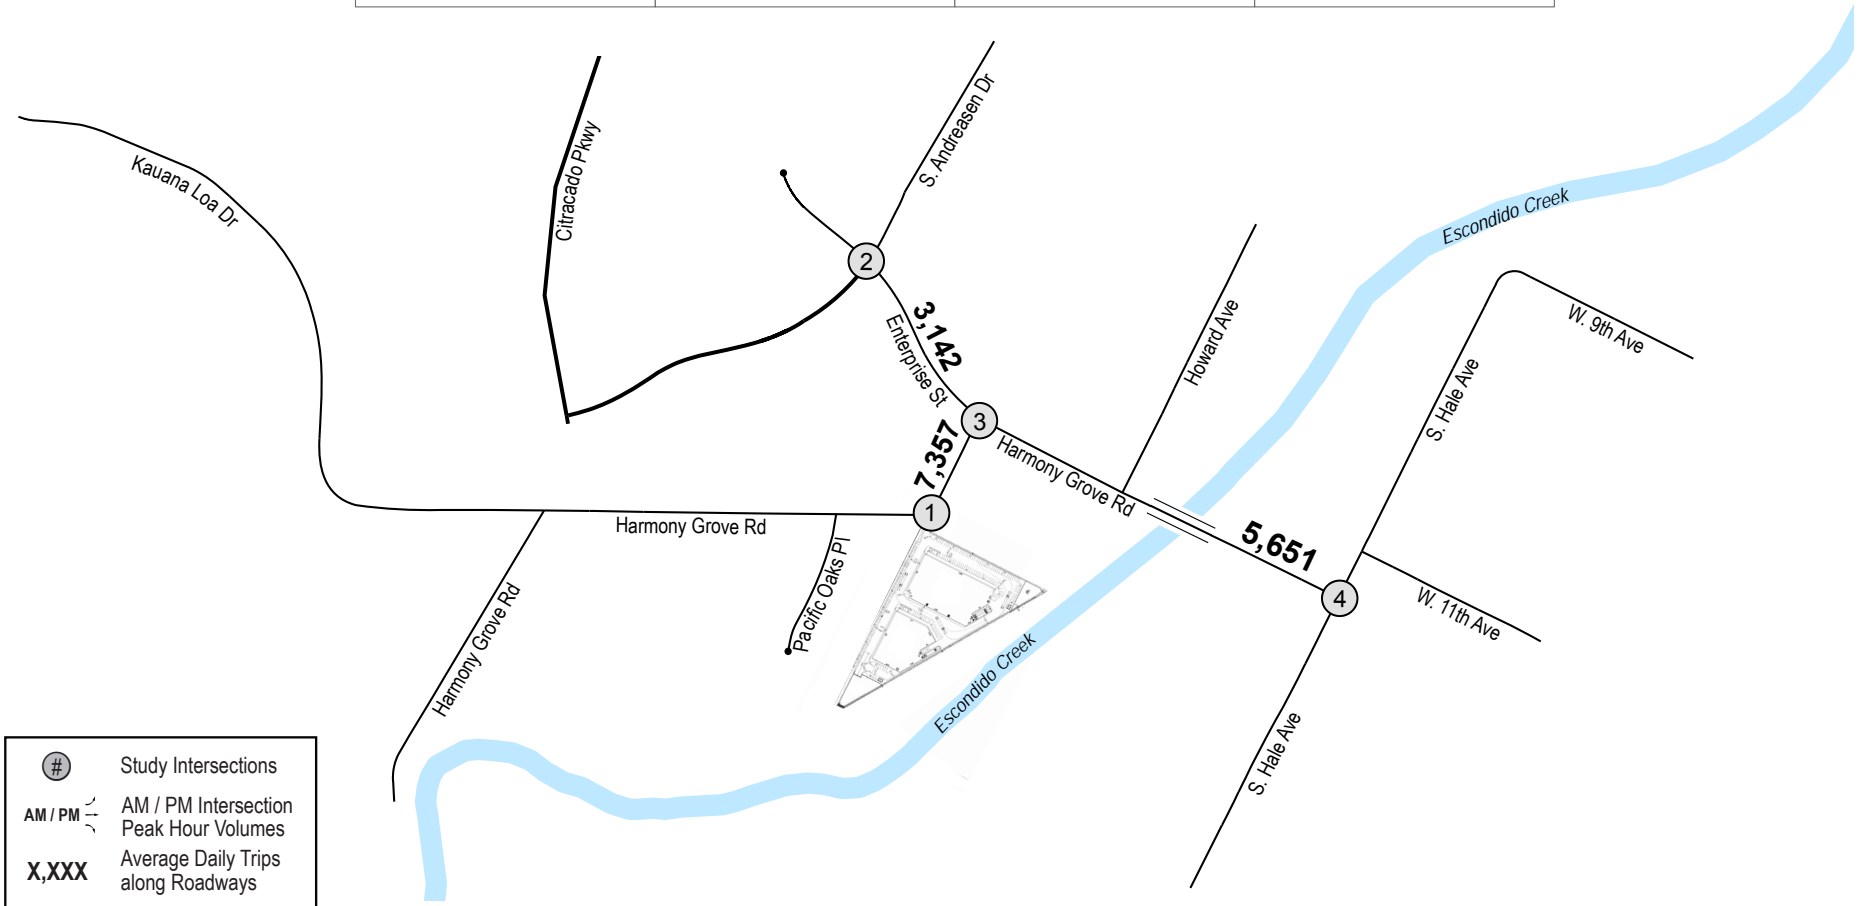 S. Andreasen Dr
Citracado Pkwy
Kauana Loa Dr
Escondido Creek
2
3,142
Enterprise St
Howard Ave
W. 9th Ave
S. Hale Ave
3
7,357
Harmony Grove Rd
1
Harmony Grove Rd
5,651
Pacific Oaks Pl
4
W. 11th Ave
Harmony Grove Rd
Escondido Creek
S. Hale Ave
# Study Intersections
AM / PM AM / PM Intersection
Peak Hour Volumes
X,XXX Average Daily Trips
along Roadways